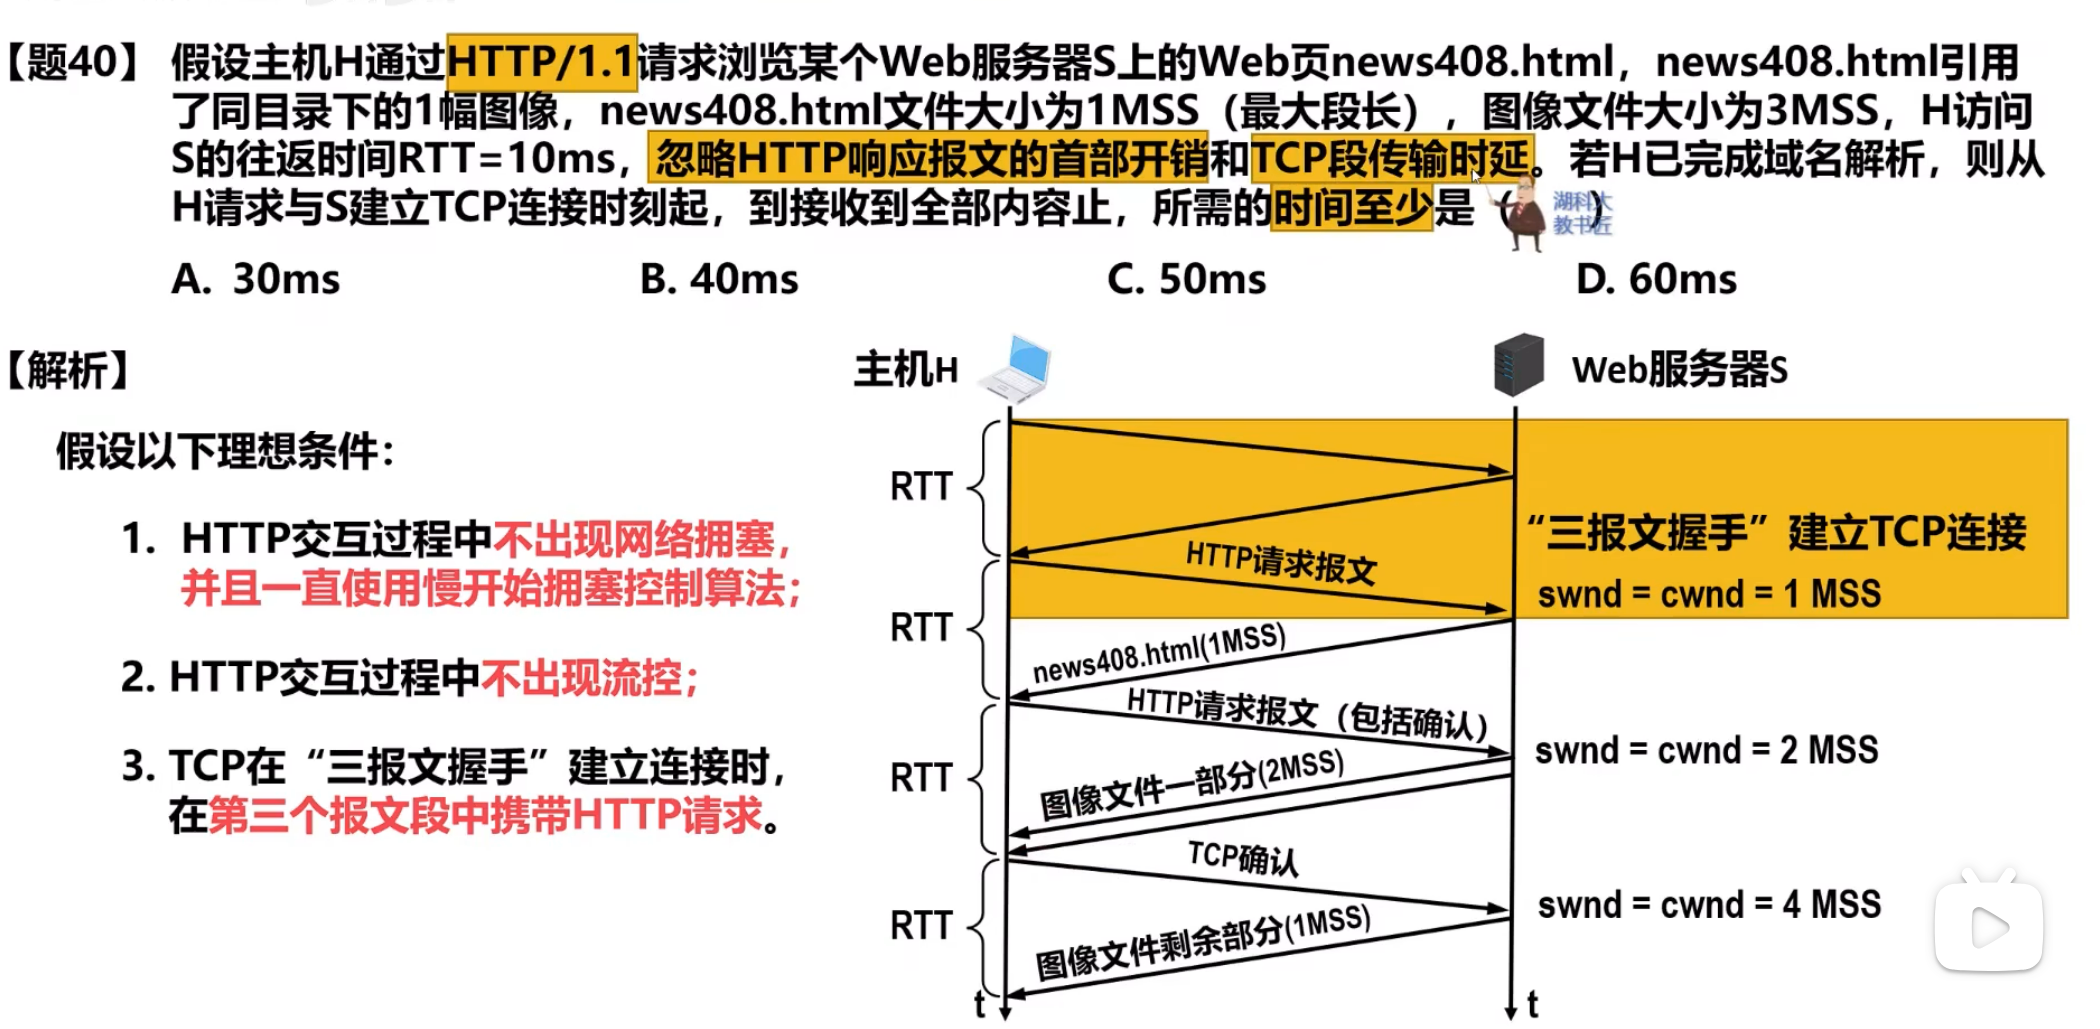 【题40】 假设主机H通过HTTP/1.1请求浏览某个Web服务器S上的Web页news408.html，news408.html引用
了同目录下的1幅图像，news408.html文件大小为1MSS（最大段长），图像文件大小为3MSS，H访问
S的往返时间RTT=10ms，忽略HTTP响应报文的首部开销和TCP段传输时延。若H已完成域名解析，则从
H请求与S建立TCP连接时刻起，到接收到全部内容止，所需的时间至少是（ ）
湖科大
教书匠
A. 30ms B. 40ms C. 50ms D. 60ms
【解析】
主机H
Web服务器S
假设以下理想条件：
1. HTTP交互过程中不出现网络拥塞，
并且一直使用慢开始拥塞控制算法；
2. HTTP交互过程中不出现流控；
3. TCP在“三报文握手”建立连接时，
在第三个报文段中携带HTTP请求。
RTT
“三报文握手”建立TCP连接
HTTP请求报文
swnd = cwnd = 1 MSS
RTT
news408.html(1MSS)
HTTP请求报文（包括确认）
swnd = cwnd = 2 MSS
RTT
图像文件一部分(2MSS)
TCP确认
swnd = cwnd = 4 MSS
RTT
图像文件剩余部分(1MSS)
t
t